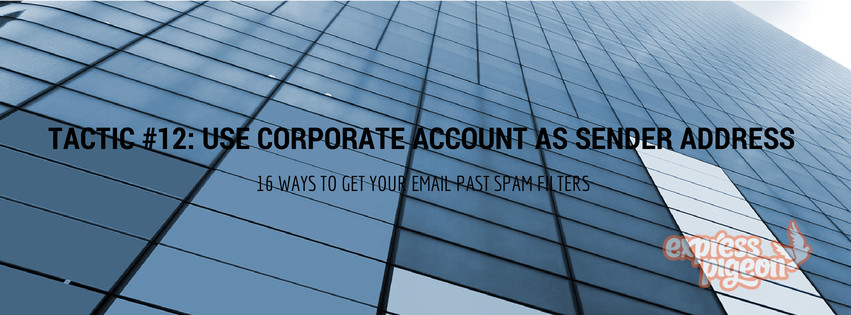 TACTIC #12: USE CORPORATE ACCOUNT AS SENDER ADDRESS
16 WAYS TO GET YOUR EMAIL PAST SPAM FILTERS
express
pigeon